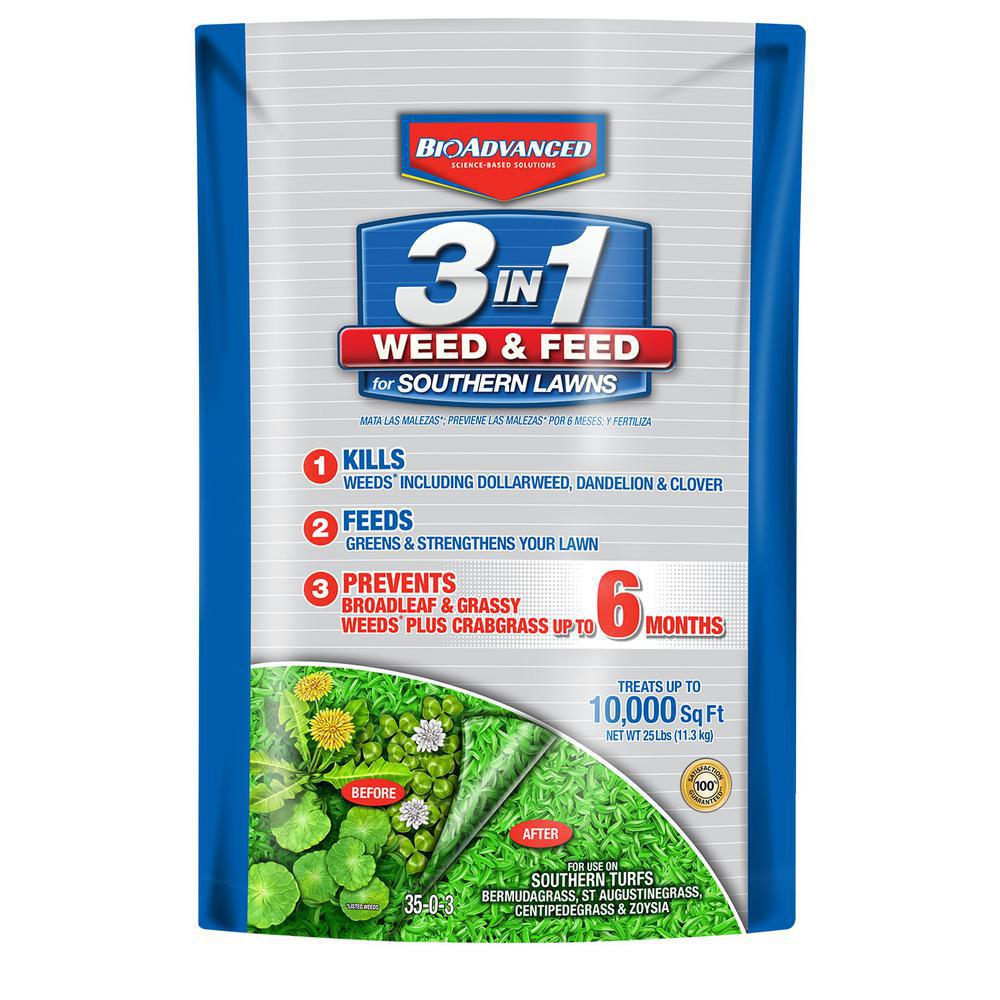 BIOADVANCED
SCIENCE-BASED SOLUTIONS
3 IN 1
WEED & FEED
for SOUTHERN LAWNS
MATA LAS MALEZAS*; PREVIENE LAS MALEZAS* POR 6 MESES; Y FERTILIZA
1 KILLS
WEEDS* INCLUDING DOLLARWEED, DANDELION & CLOVER
2 FEEDS
GREENS & STRENGTHENS YOUR LAWN
3 PREVENTS
BROADLEAF & GRASSY
WEEDS* PLUS CRABGRASS UP TO 6 MONTHS
TREATS UP TO
10,000 Sq Ft
NET WT 25 Lbs (11.3 kg)
SATISFACTION
100%
GUARANTEED
BEFORE
AFTER
FOR USE ON
SOUTHERN TURFS
BERMUDAGRASS, ST AUGUSTINEGRASS,
CENTIPEDEGRASS & ZOYSIA
*LISTED WEEDS
35-0-3